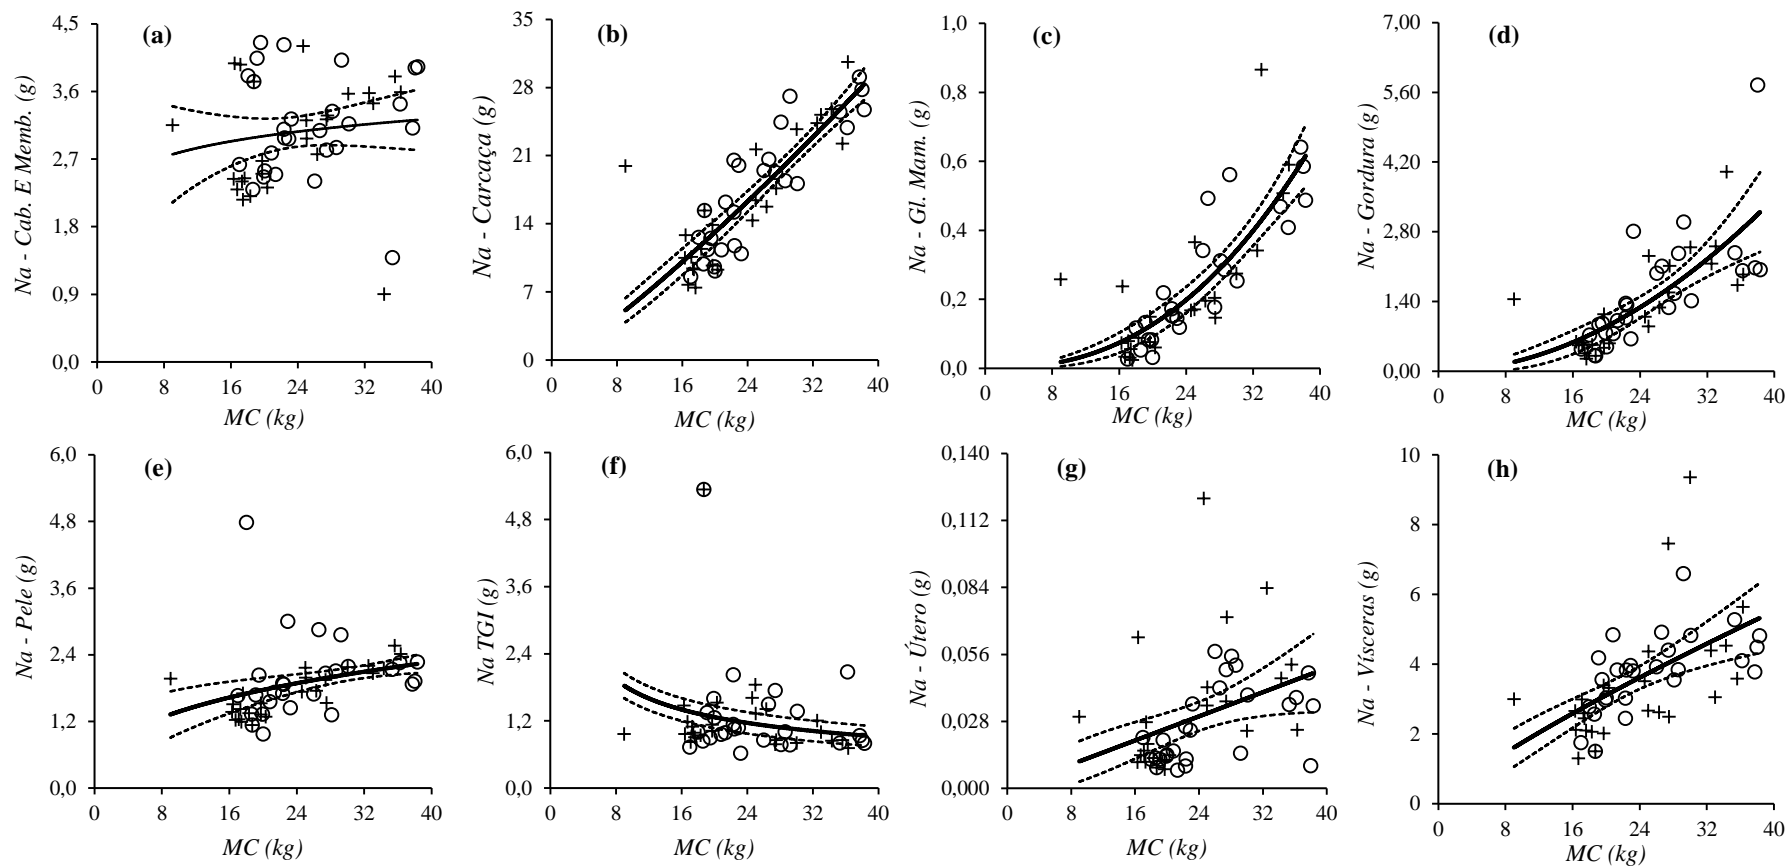 (a)
Na - Cab. E Memb. (g)
4,5
3,6
2,7
1,8
0,9
0,0
0 8 16 24 32 40
MC (kg)
(b)
Na - Carcaça (g)
35
28
21
14
7
0
0 8 16 24 32 40
MC (kg)
(c)
Na - Gl. Mam. (g)
1,0
0,8
0,6
0,4
0,2
0,0
0 8 16 24 32 40
MC (kg)
(d)
Na - Gordura (g)
7,00
5,60
4,20
2,80
1,40
0,00
0 8 16 24 32 40
MC (kg)
(e)
Na - Pele (g)
6,0
4,8
3,6
2,4
1,2
0,0
0 8 16 24 32 40
MC (kg)
(f)
Na TGI (g)
6,0
4,8
3,6
2,4
1,2
0,0
0 8 16 24 32 40
MC (kg)
(g)
Na - Útero (g)
0,140
0,112
0,084
0,056
0,028
0,000
0 8 16 24 32 40
MC (kg)
(h)
Na - Vísceras (g)
10
8
6
4
2
0
0 8 16 24 32 40
MC (kg)